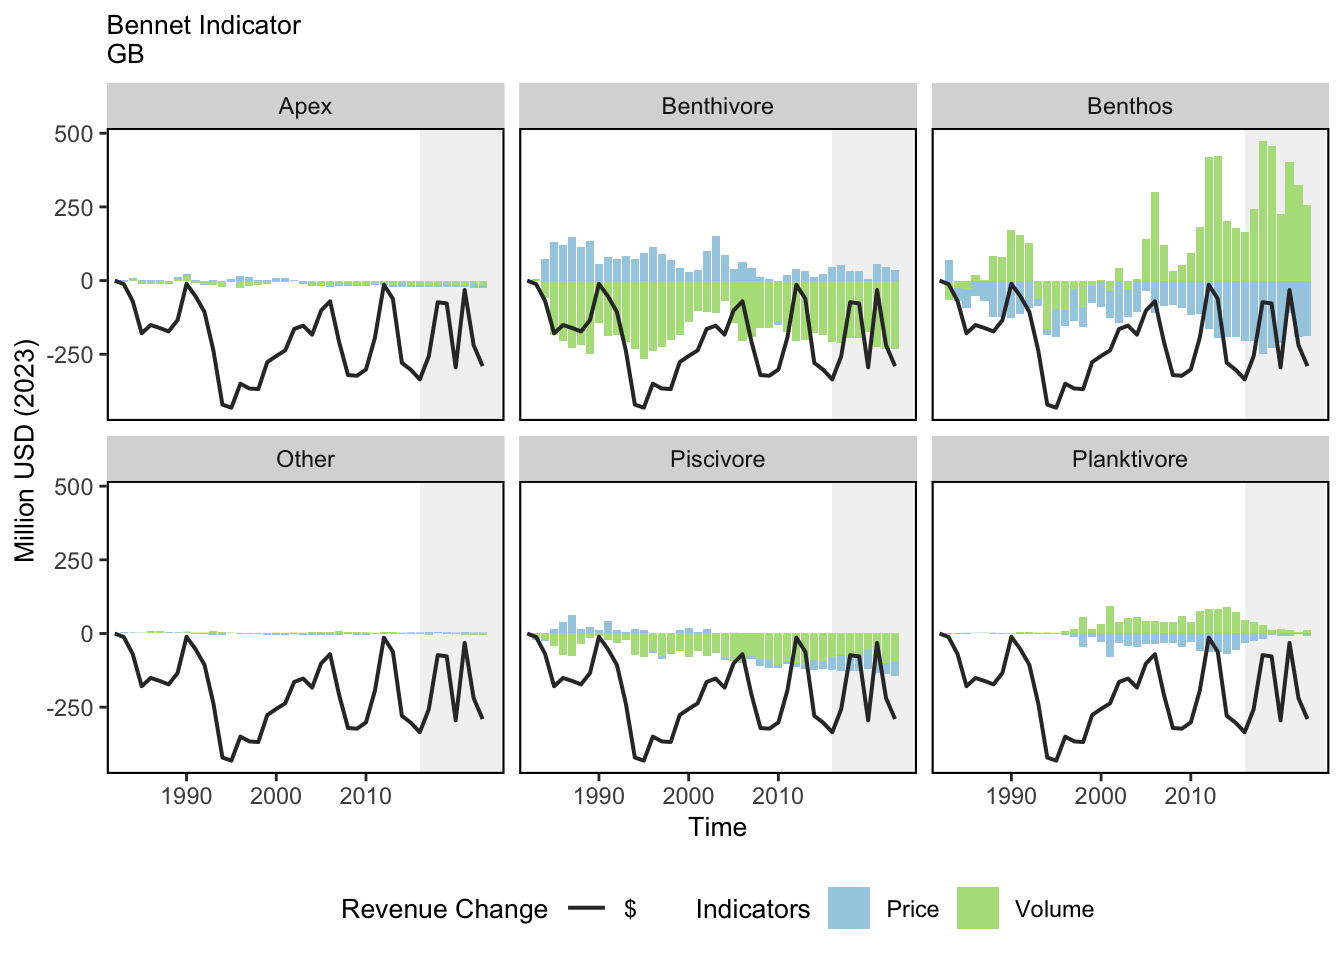 Bennet Indicator
GB
Apex
Benthivore
Benthos
500
250
0
-250
Other
Piscivore
Planktivore
500
250
0
-250
Million USD (2023)
1990 2000 2010
1990 2000 2010
1990 2000 2010
Time
Revenue Change $ Indicators Price Volume